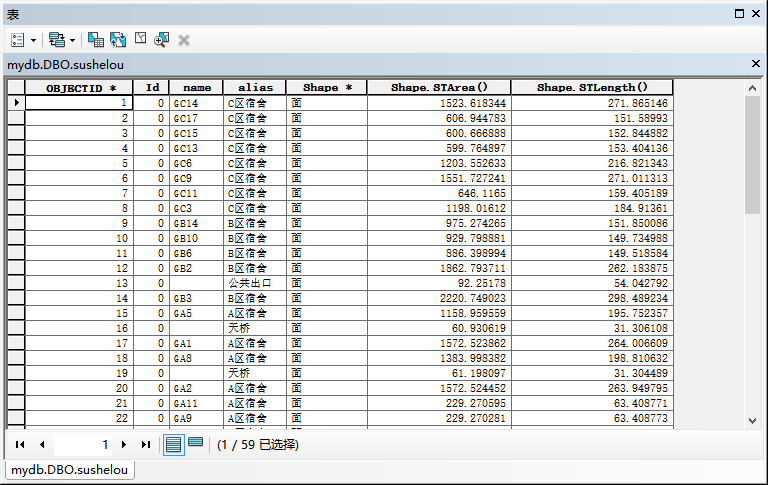 表
mydb.DBO.sushelou
OBJECTID * Id name alias Shape * Shape.STArea() Shape.STLength()
1 0 GC14 C区宿舍 面 1523.618344 271.865146
2 0 GC17 C区宿舍 面 606.944783 151.58993
3 0 GC15 C区宿舍 面 600.666888 152.844882
4 0 GC13 C区宿舍 面 599.764897 153.404136
5 0 GC6 C区宿舍 面 1203.552633 216.821343
6 0 GC9 C区宿舍 面 1551.727241 271.011313
7 0 GC11 C区宿舍 面 646.1165 159.405189
8 0 GC3 C区宿舍 面 1198.01612 184.91361
9 0 GB14 B区宿舍 面 975.274265 151.850086
10 0 GB10 B区宿舍 面 929.798881 149.734988
11 0 GB6 B区宿舍 面 886.398994 149.518584
12 0 GB2 B区宿舍 面 1862.793711 262.183875
13 0 公共出口 面 92.25178 54.042792
14 0 GB3 B区宿舍 面 2220.749023 298.489234
15 0 GA5 A区宿舍 面 1158.959559 195.752357
16 0 天桥 面 60.930619 31.306108
17 0 GA1 A区宿舍 面 1572.523862 264.006609
18 0 GA8 A区宿舍 面 1383.998382 198.810632
19 0 天桥 面 61.198097 31.304489
20 0 GA2 A区宿舍 面 1572.524452 263.949795
21 0 GA11 A区宿舍 面 229.270595 63.408771
22 0 GA9 A区宿舍 面 229.270281 63.408773
1 (1 / 59 已选择)
mydb.DBO.sushelou